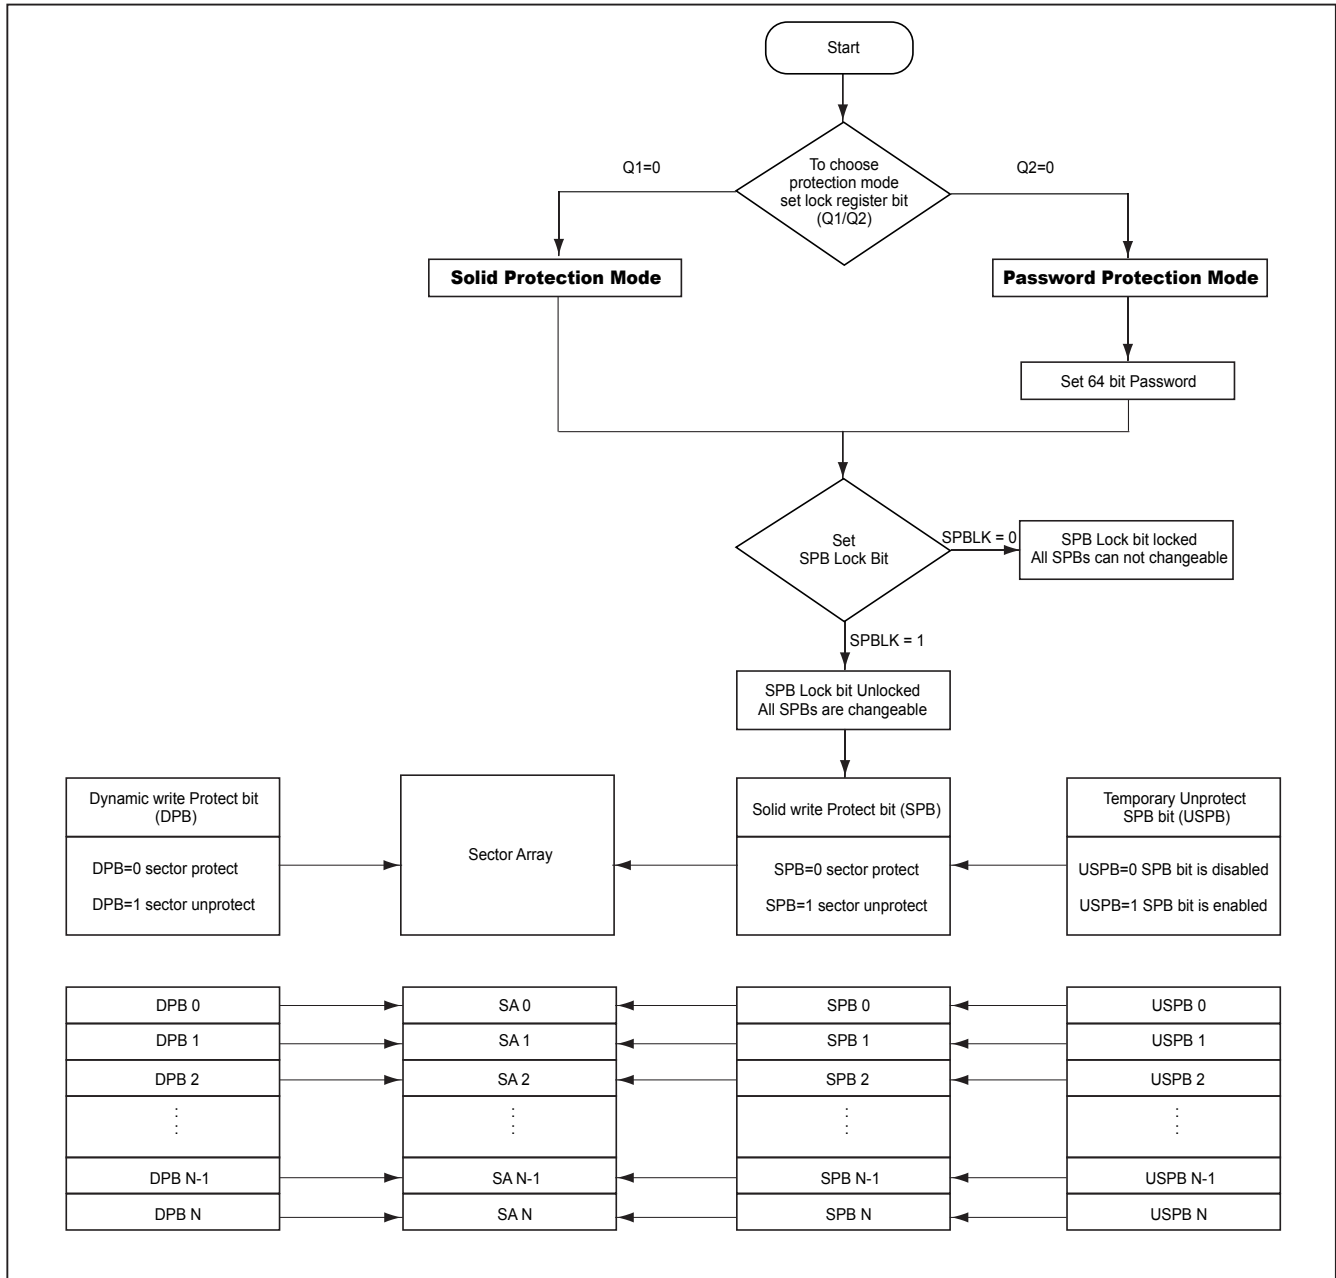 Start
To choose
protection mode
set lock register bit
(Q1/Q2)
Q1=0
Q2=0
Solid Protection Mode
Password Protection Mode
Set 64 bit Password
Set
SPB Lock Bit
SPBLK = 0
SPB Lock bit locked
All SPBs can not changeable
SPBLK = 1
SPB Lock bit Unlocked
All SPBs are changeable
Dynamic write Protect bit
(DPB)
DPB=0 sector protect
DPB=1 sector unprotect
Sector Array
Solid write Protect bit (SPB)
SPB=0 sector protect
SPB=1 sector unprotect
Temporary Unprotect
SPB bit (USPB)
USPB=0 SPB bit is disabled
USPB=1 SPB bit is enabled
DPB 0
SA 0
SPB 0
USPB 0
DPB 1
SA 1
SPB 1
USPB 1
DPB 2
SA 2
SPB 2
USPB 2
DPB N-1
SA N-1
SPB N-1
USPB N-1
DPB N
SA N
SPB N
USPB N